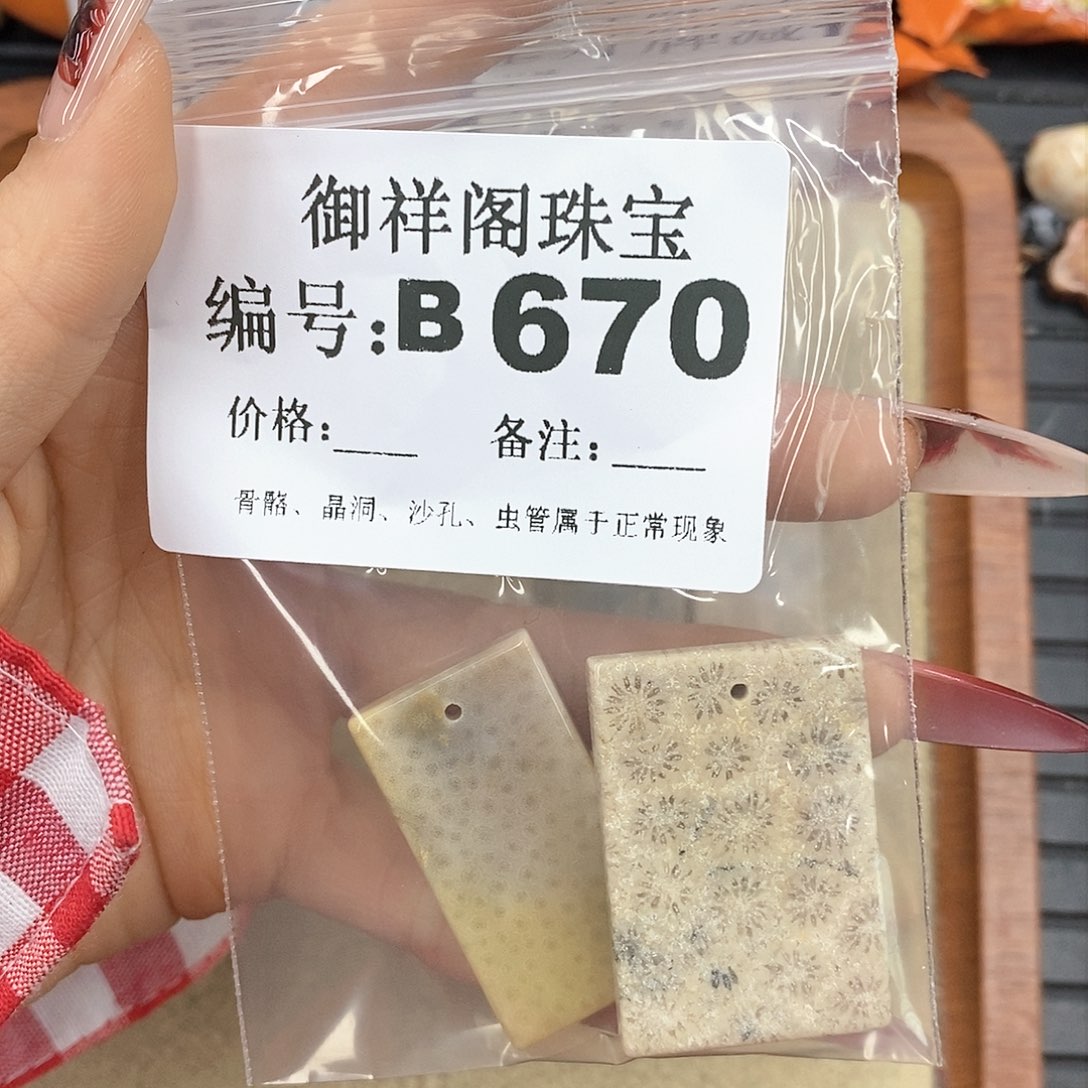 御祥阁珠宝
编号:B 670
价格:____ 备注:____
骨骼、晶洞、沙孔、虫管属于正常现象